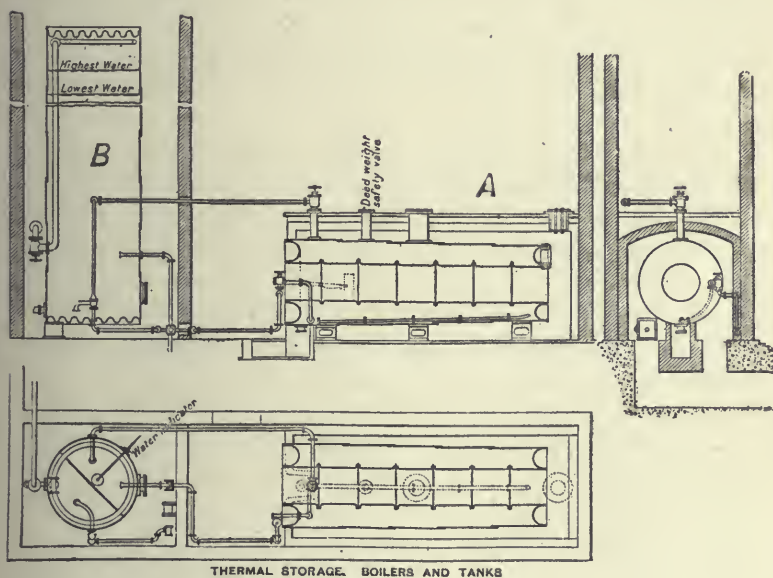 Highest Water
Lowest Water
B
Dead weight
safety valve
A
Water Indicator
THERMAL STORAGE. BOILERS AND TANKS